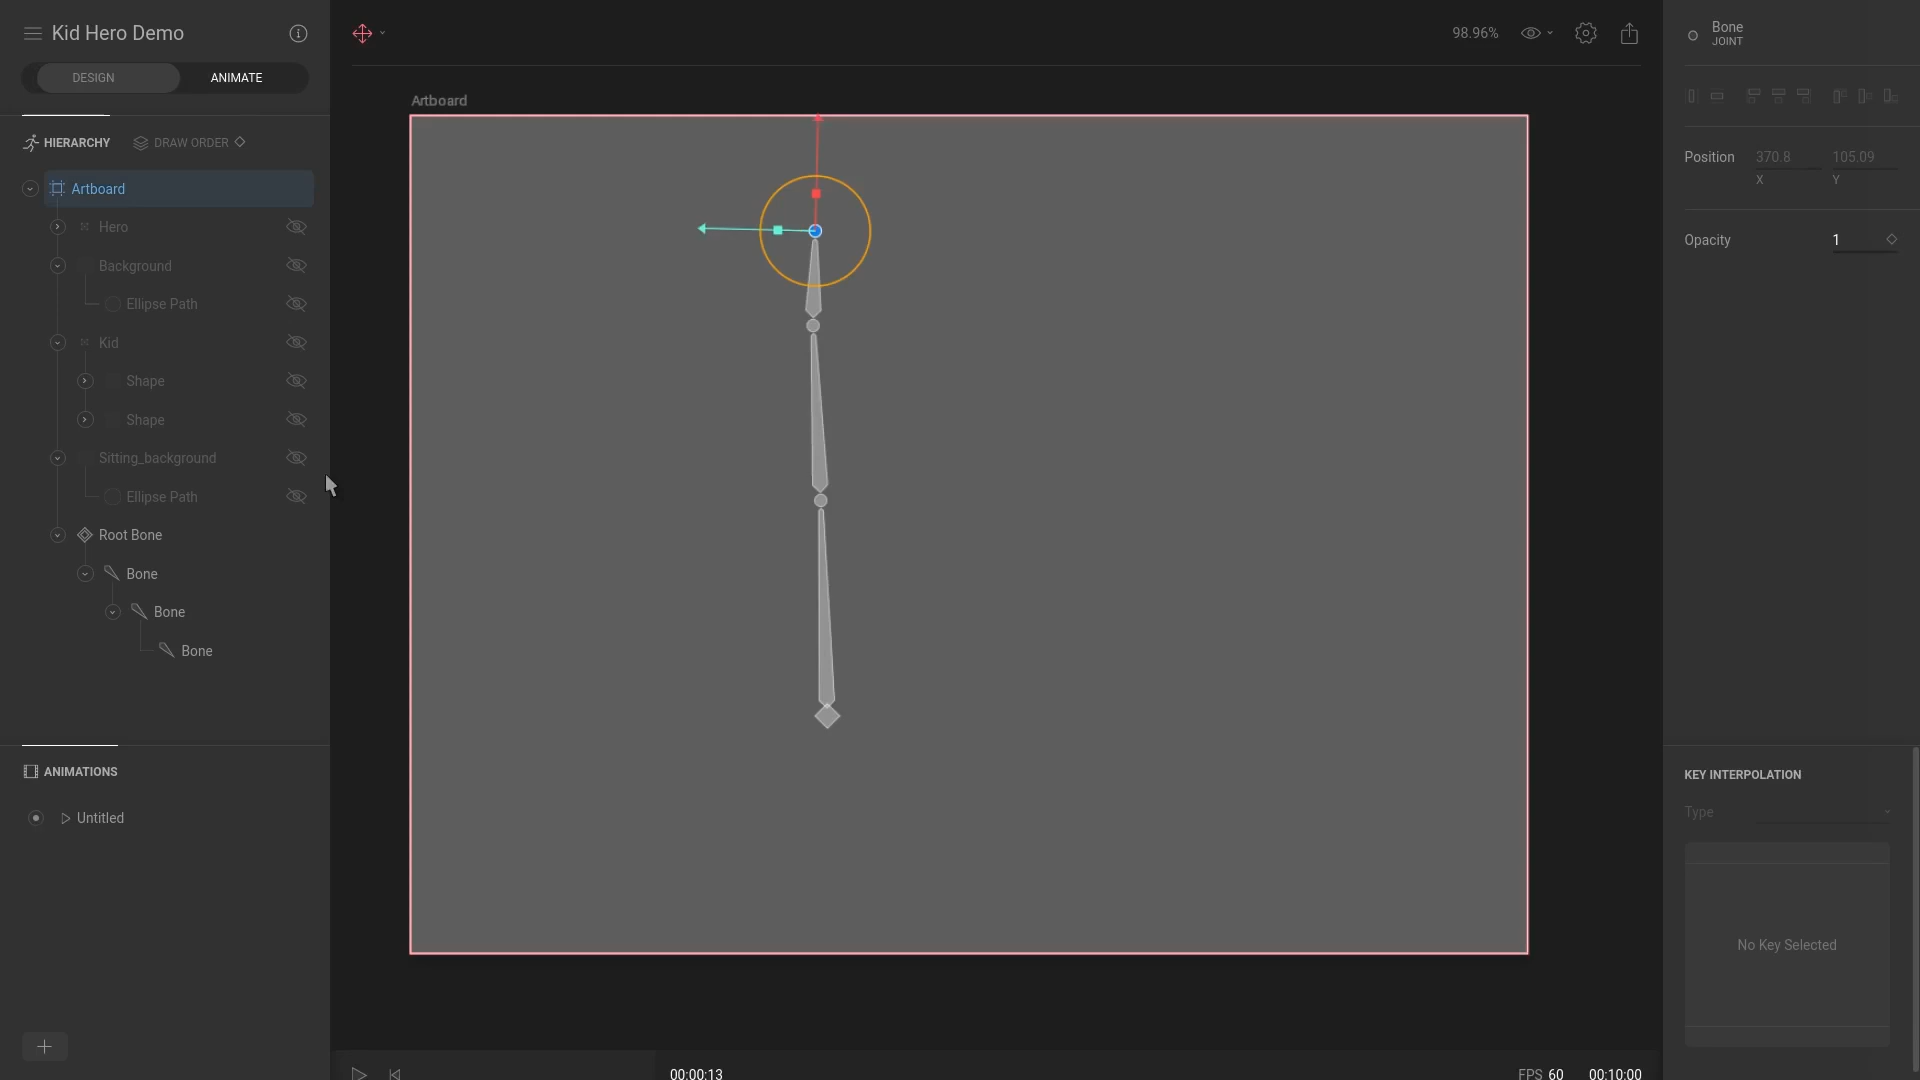 Kid Hero Demo
DESIGN
ANIMATE
HIERARCHY
DRAW ORDER
Artboard
Hero
Background
Ellipse Path
Kid
Shape
Shape
Sitting_background
Ellipse Path
Root Bone
Bone
Bone
Bone
ANIMATIONS
Untitled
98.96%
Artboard
00:00:13
FPS 60
00:10:00
Bone
JOINT
Position
370.8
105.09
X
Y
Opacity
1
KEY INTERPOLATION
Type
No Key Selected